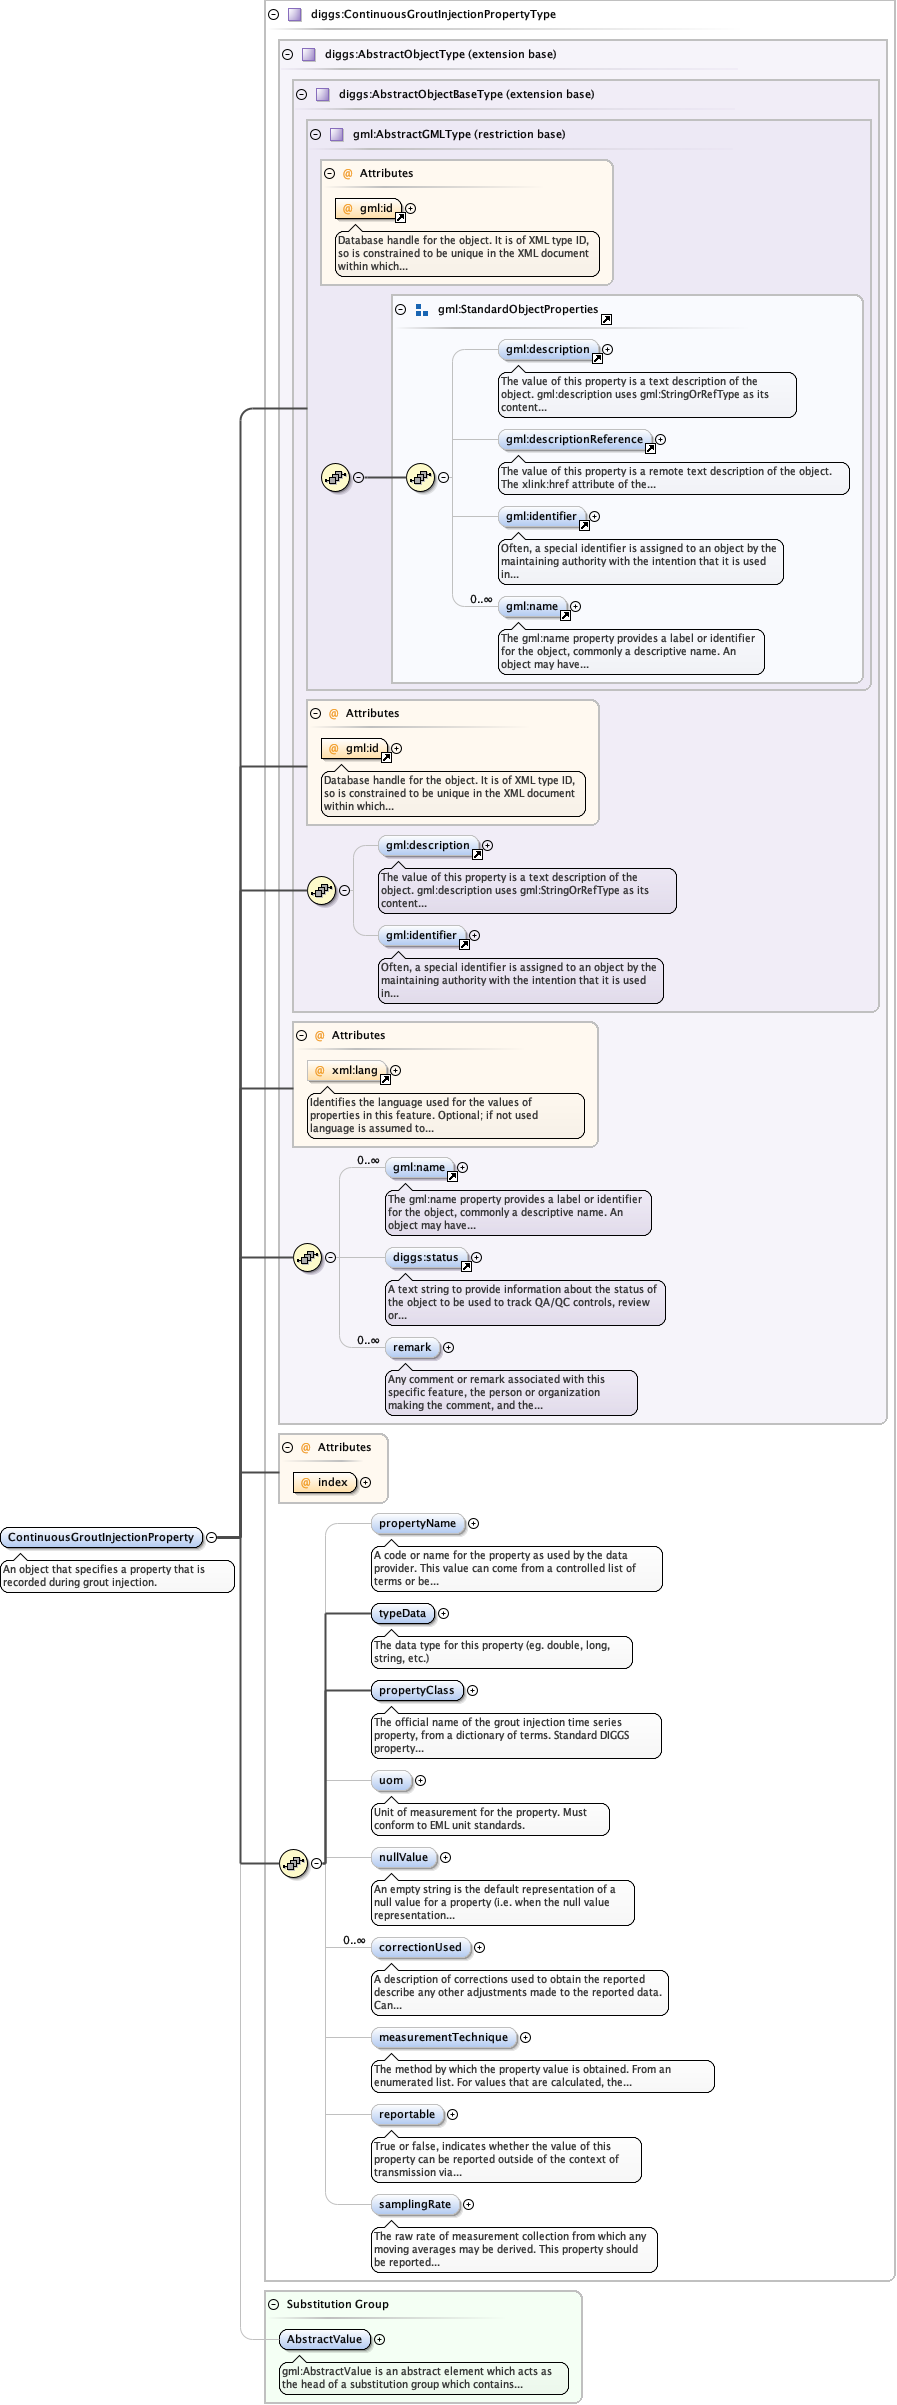 diggs:ContinuousGroutInjectionPropertyType
diggs:AbstractObjectType (extension base)
diggs:AbstractObjectBaseType (extension base)
gml:AbstractGMLType (restriction base)
@ Attributes
@ gml:id
Database handle for the object. It is of XML type ID,
so is constrained to be unique in the XML document
within which...
gml:StandardObjectProperties
gml:description
The value of this property is a text description of the
object. gml:description uses gml:StringOrRefType as its
content...
gml:descriptionReference
The value of this property is a remote text description of the object.
The xlink:href attribute of the...
gml:identifier
Often, a special identifier is assigned to an object by the
maintaining authority with the intention that it is used
in...
0..∞
gml:name
The gml:name property provides a label or identifier
for the object, commonly a descriptive name. An
object may have...
@ Attributes
@ gml:id
Database handle for the object. It is of XML type ID,
so is constrained to be unique in the XML document
within which...
gml:description
The value of this property is a text description of the
object. gml:description uses gml:StringOrRefType as its
content...
gml:identifier
Often, a special identifier is assigned to an object by the
maintaining authority with the intention that it is used
in...
@ Attributes
@ xml:lang
Identifies the language used for the values of
properties in this feature. Optional; if not used
language is assumed to...
0..∞
gml:name
The gml:name property provides a label or identifier
for the object, commonly a descriptive name. An
object may have...
diggs:status
A text string to provide information about the status of
the object to be used to track QA/QC controls, review
or...
0..∞
remark
Any comment or remark associated with this
specific feature, the person or organization
making the comment, and the...
@ Attributes
@ index
ContinuousGroutInjectionProperty
An object that specifies a property that is
recorded during grout injection.
propertyName
A code or name for the property as used by the data
provider. This value can come from a controlled list of
terms or be...
typeData
The data type for this property (eg. double, long,
string, etc.)
propertyClass
The official name of the grout injection time series
property, from a dictionary of terms. Standard DIGGS
property...
uom
Unit of measurement for the property. Must
conform to EML unit standards.
nullValue
An empty string is the default representation of a
null value for a property (i.e. when the null value
representation...
0..∞
correctionUsed
A description of corrections used to obtain the reported
describe any other adjustments made to the reported data.
Can...
measurementTechnique
The method by which the property value is obtained. From an
enumerated list. For values that are calculated, the...
reportable
True or false, indicates whether the value of this
property can be reported outside of the context of
transmission via...
samplingRate
The raw rate of measurement collection from which any
moving averages may be derived. This property should
be reported...
Substitution Group
AbstractValue
gml:AbstractValue is an abstract element which acts as
the head of a substitution group which contains...